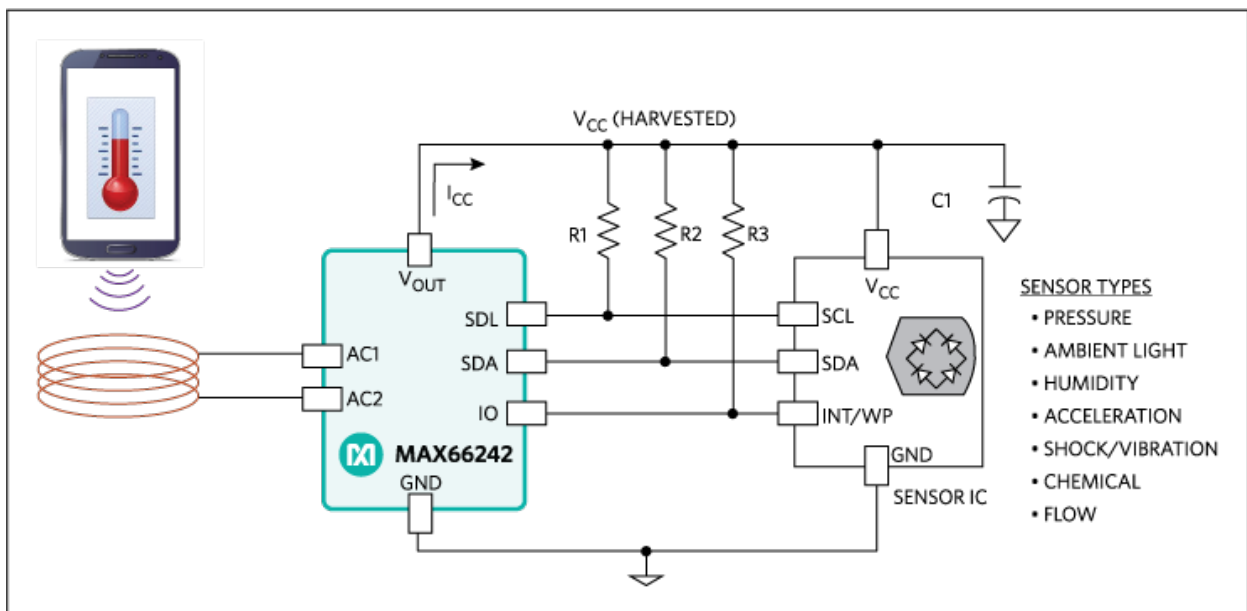 V_CC (HARVESTED)
I_CC
R1
R2
R3
C1
V_OUT
V_CC
SDL
SCL
AC1
SDA
SDA
AC2
IO
INT/WP
MAX66242
GND
GND
SENSOR IC
SENSOR TYPES
• PRESSURE
• AMBIENT LIGHT
• HUMIDITY
• ACCELERATION
• SHOCK/VIBRATION
• CHEMICAL
• FLOW